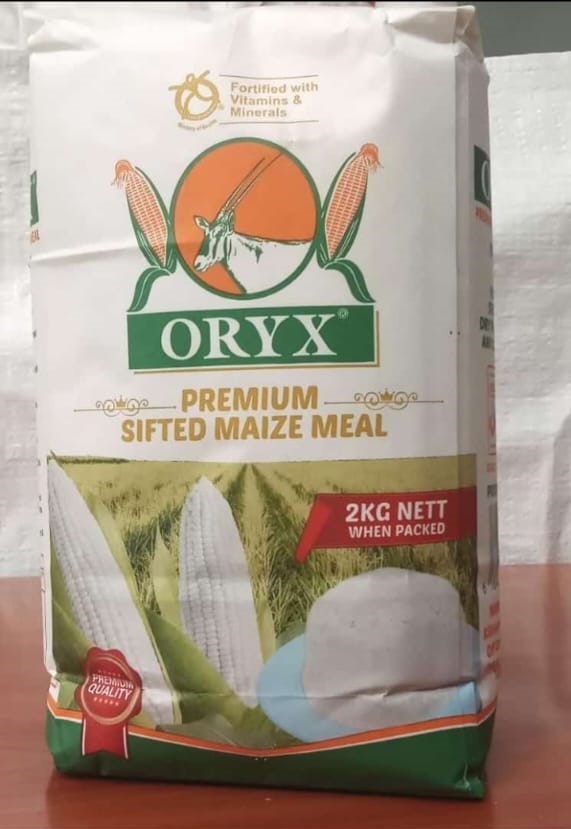 Fortified with
Vitamins &
Minerals
ORYX®
PREMIUM
SIFTED MAIZE MEAL
2KG NETT
WHEN PACKED
PREMIUM
QUALITY